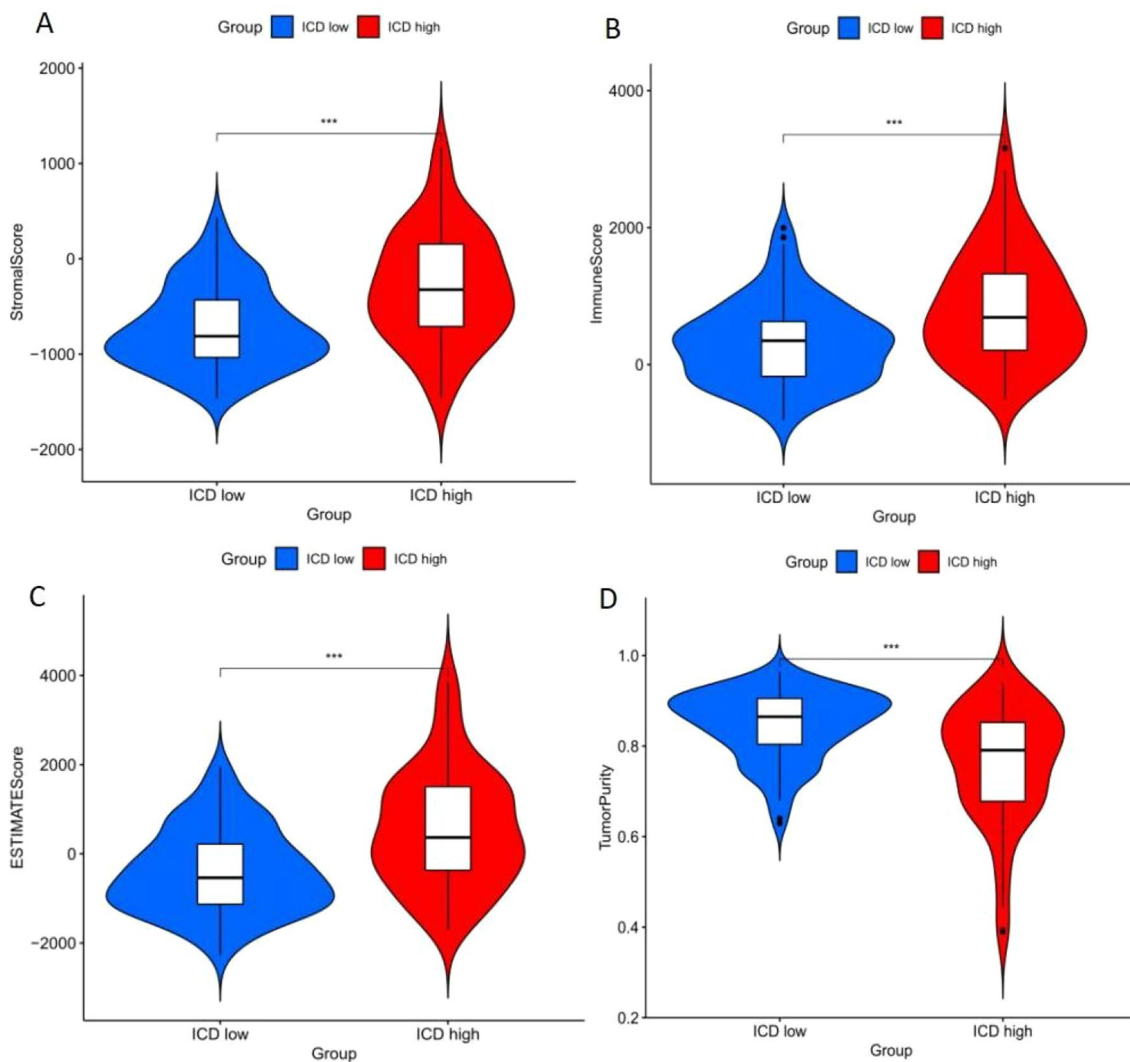 A
Group ICD low ICD high
StromalScore
2000
1000
0
−1000
−2000
***
ICD low ICD high
Group
B
Group ICD low ICD high
ImmuneScore
4000
2000
0
***
ICD low ICD high
Group
C
Group ICD low ICD high
ESTIMATEScore
4000
2000
0
−2000
***
ICD low ICD high
Group
D
Group ICD low ICD high
TumorPurity
1.0
0.8
0.6
0.4
0.2
***
ICD low ICD high
Group